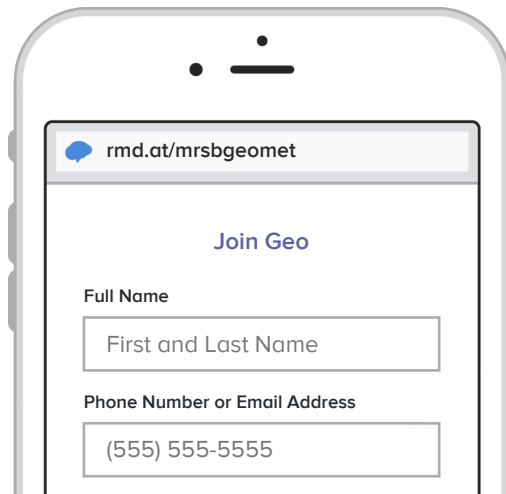 rmd.at/mrsbgeomet
Join Geo
Full Name
First and Last Name
Phone Number or Email Address
(555) 555-5555